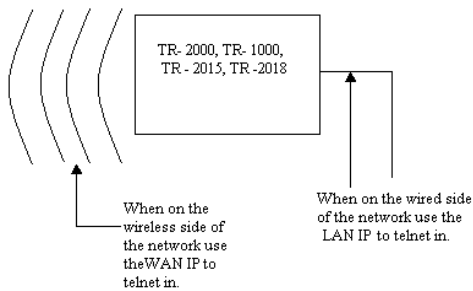 TR- 2000, TR- 1000,
TR - 2015, TR -2018
When on the
wireless side of
the network use
theWAN IP to
telnet in.
When on the wired side
of the network use the
LAN IP to telnet in.